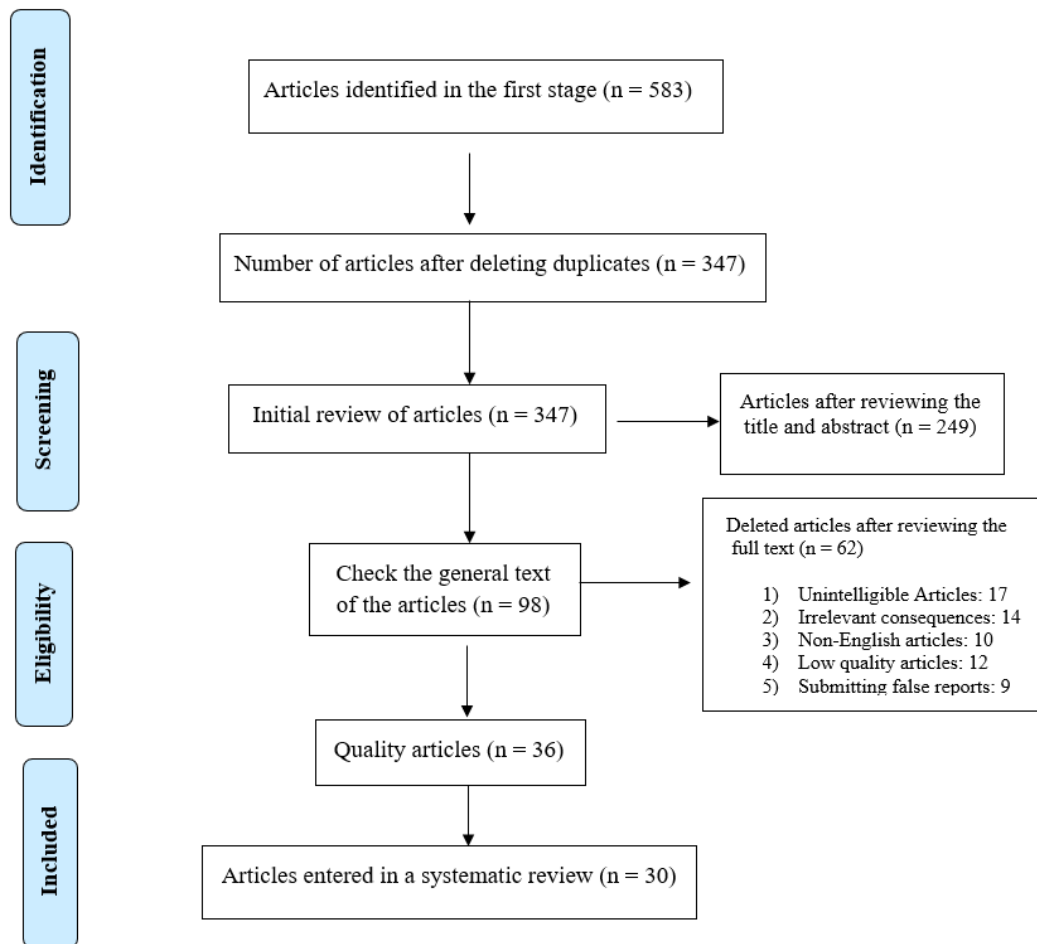 Identification
Articles identified in the first stage (n = 583)
Number of articles after deleting duplicates (n = 347)
Screening
Initial review of articles (n = 347)
Articles after reviewing the
title and abstract (n = 249)
Eligibility
Check the general text
of the articles (n = 98)
Deleted articles after reviewing the
full text (n = 62)
1) Unintelligible Articles: 17
2) Irrelevant consequences: 14
3) Non-English articles: 10
4) Low quality articles: 12
5) Submitting false reports: 9
Quality articles (n = 36)
Included
Articles entered in a systematic review (n = 30)